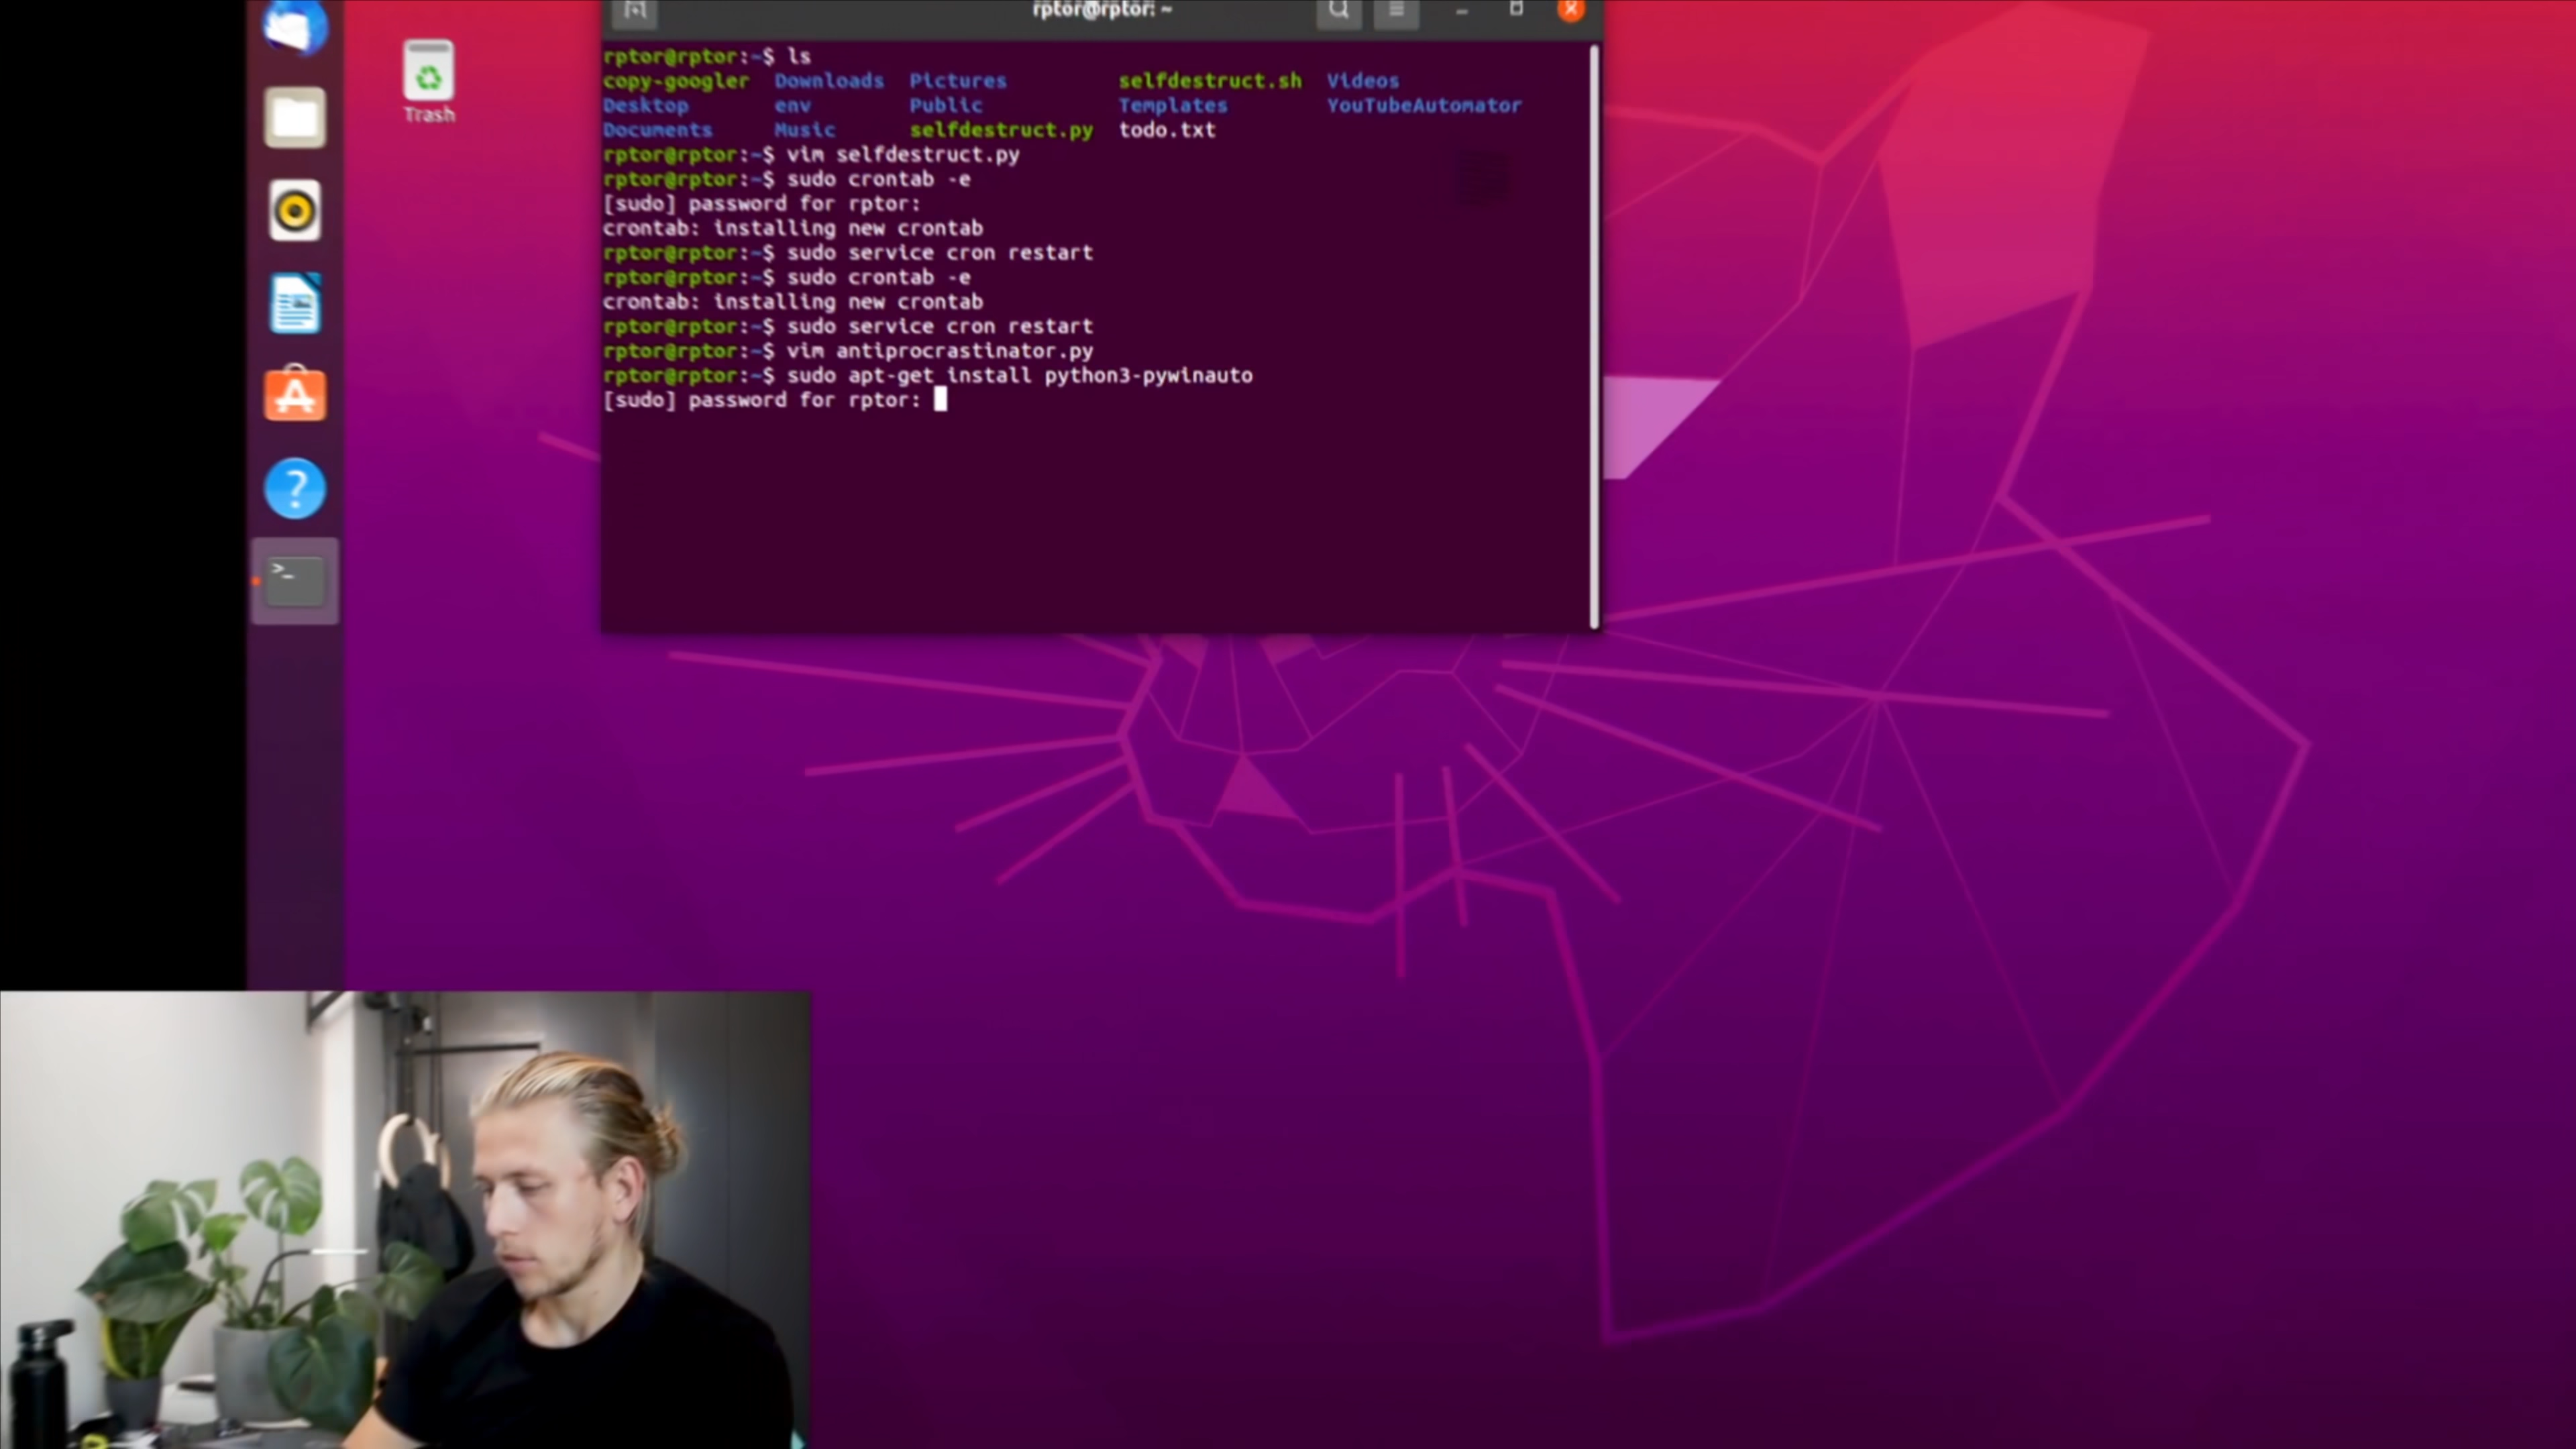 rptor@rptor: ~
rptor@rptor:~$ ls
copy-googler Downloads Pictures selfdestruct.sh Videos
Desktop env Public Templates YouTubeAutomator
Documents Music selfdestruct.py todo.txt
rptor@rptor:~$ vim selfdestruct.py
rptor@rptor:~$ sudo crontab -e
[sudo] password for rptor:
crontab: installing new crontab
rptor@rptor:~$ sudo service cron restart
rptor@rptor:~$ sudo crontab -e
crontab: installing new crontab
rptor@rptor:~$ sudo service cron restart
rptor@rptor:~$ vim antiprocrastinator.py
rptor@rptor:~$ sudo apt-get install python3-pywinauto
[sudo] password for rptor:
Trash